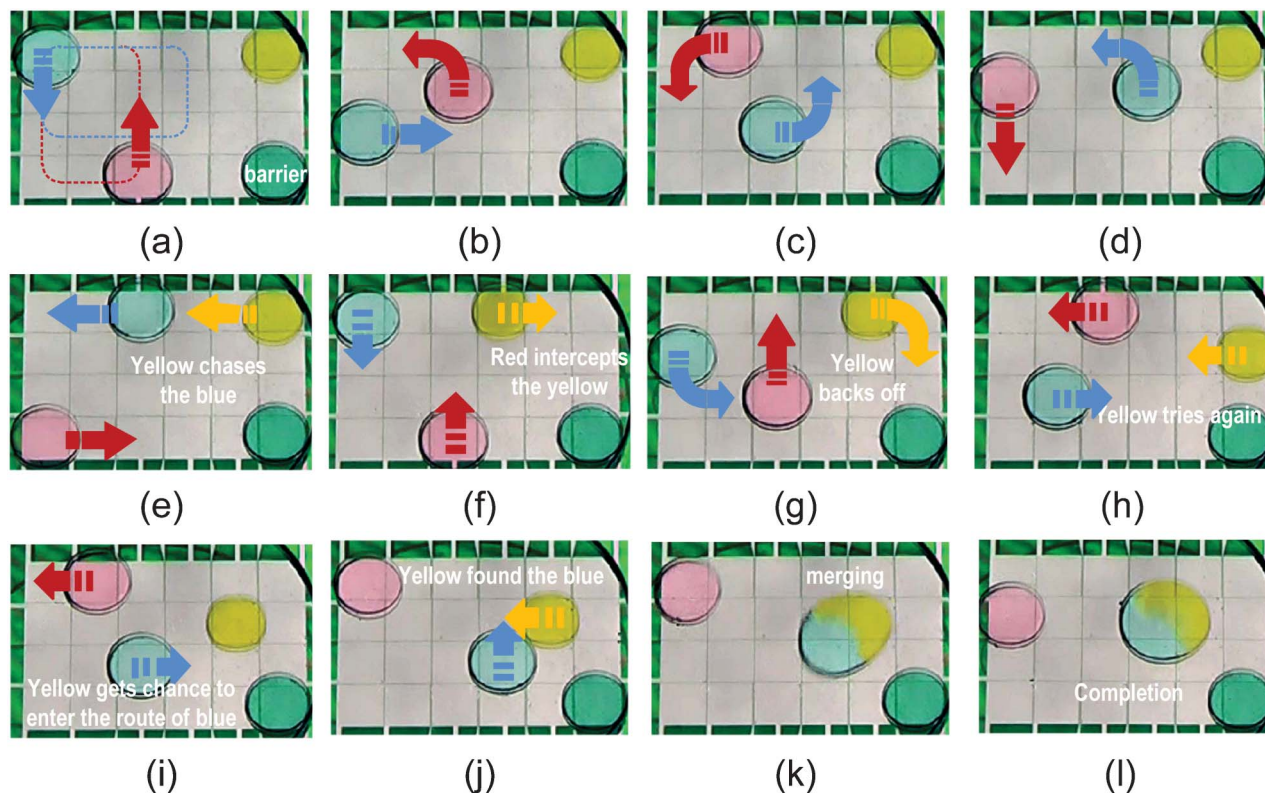 barrier
(a)
(b)
(c)
(d)
Yellow chases
the blue
Red intercepts
the yellow
Yellow
backs off
Yellow tries again
(e)
(f)
(g)
(h)
Yellow gets chance to
enter the route of blue
Yellow found the blue
merging
Completion
(i)
(j)
(k)
(l)